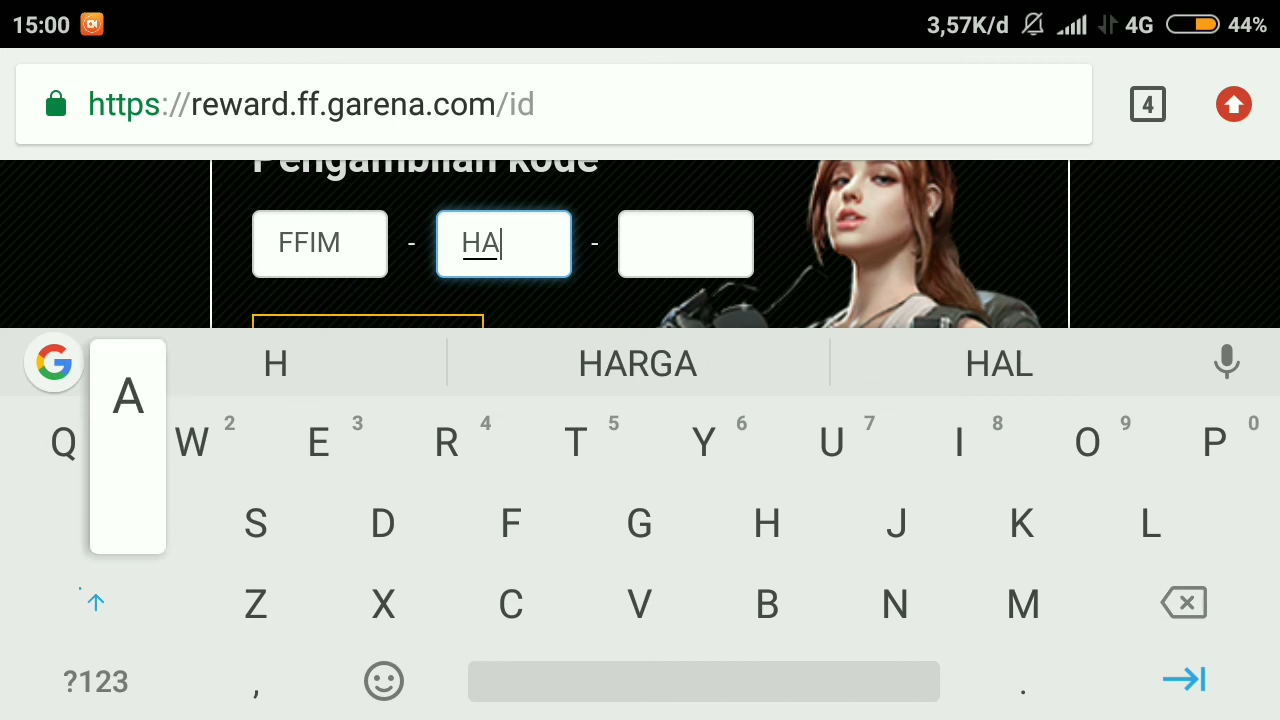 15:00 3,57K/d 4G 44%
https://reward.ff.garena.com/id 4
Pengambilan kode
FFIM - HA -
H HARGA HAL
A
Q W 2 E 3 R 4 T 5 Y 6 U 7 I 8 O 9 P 0
S D F G H J K L
Z X C V B N M
?123 , .